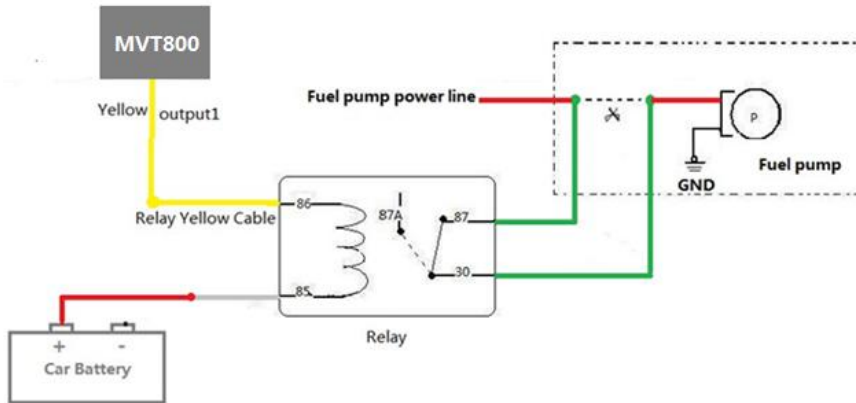 MVT800
Yellow
output1
Fuel pump power line
P
Fuel pump
GND
Relay Yellow Cable
86
87A
87
30
85
Relay
+ -
Car Battery